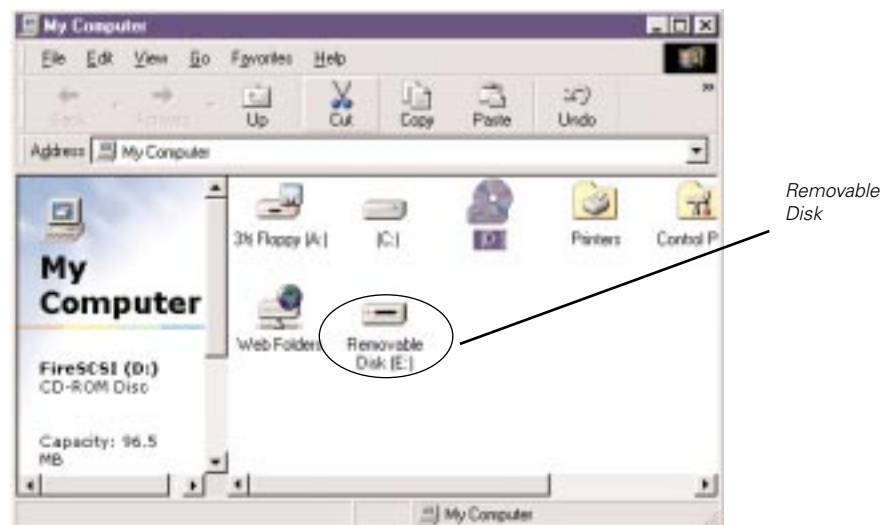 My Computer
File Edit View Go Favorites Help
Back Forward Up Cut Copy Paste Undo »
Address My Computer
3½ Floppy (A:) (C:) Printers Control P
My
Computer
Web Folders Removable
Disk (E:)
FireSCSI (D:)
CD-ROM Disc
Capacity: 96.5
MB
My Computer
Removable
Disk